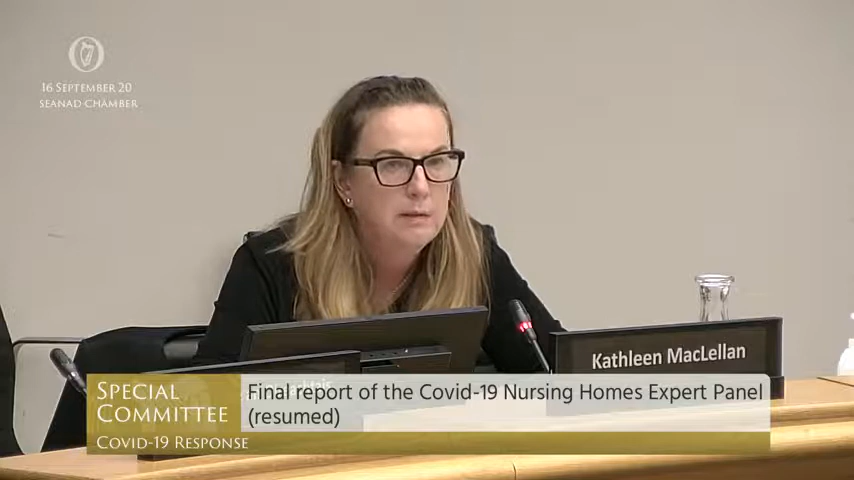 16 September 20
Seanad Chamber
Kathleen MacLellan
Special
Committee
Covid-19 Response
Final report of the Covid-19 Nursing Homes Expert Panel
(resumed)